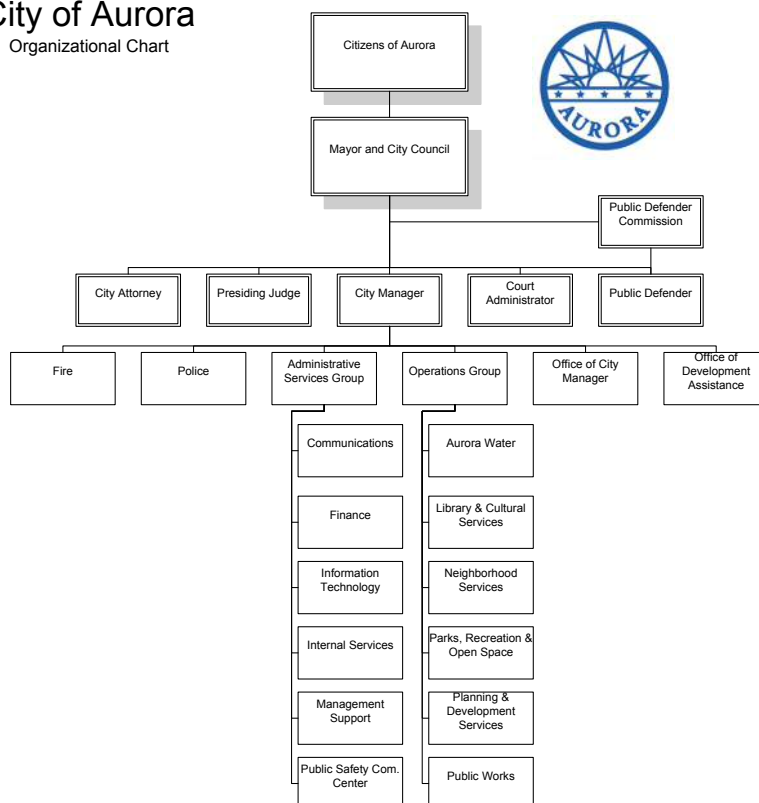 City of Aurora
Organizational Chart
Citizens of Aurora
AURORA
Mayor and City Council
Public Defender
Commission
City Attorney
Presiding Judge
City Manager
Court
Administrator
Public Defender
Fire
Police
Administrative
Services Group
Operations Group
Office of City
Manager
Office of
Development
Assistance
Communications
Aurora Water
Finance
Library & Cultural
Services
Information
Technology
Neighborhood
Services
Internal Services
Parks, Recreation &
Open Space
Management
Support
Planning &
Development
Services
Public Safety Com.
Center
Public Works